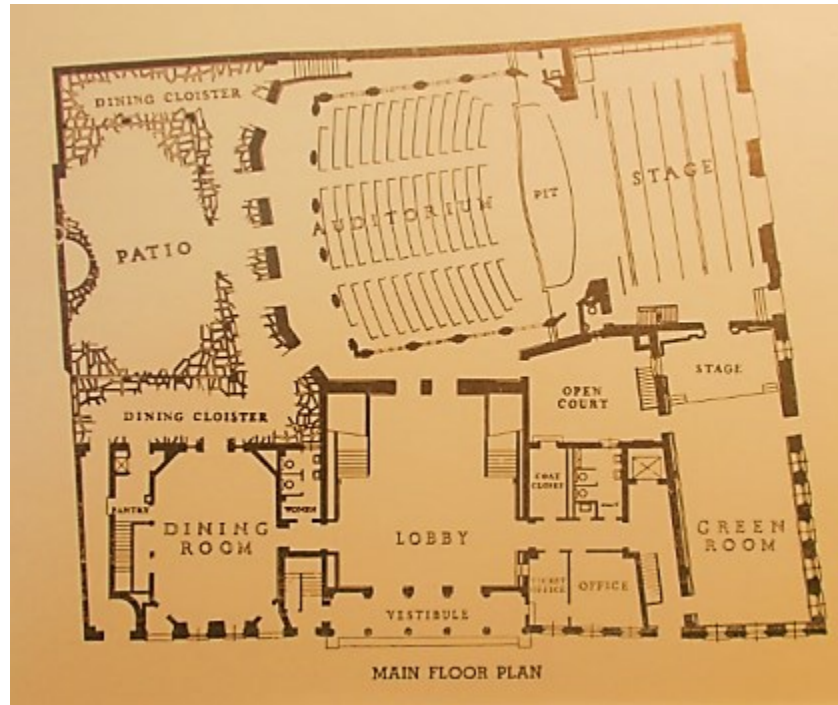 DINING CLOISTER
STAGE
PIT
AUDITORIUM
PATIO
STAGE
OPEN
COURT
DINING CLOISTER
COAT
CLOSET
PANTRY
WOMEN
DINING
ROOM
LOBBY
GREEN
ROOM
TICKET
OFFICE
OFFICE
VESTIBULE
MAIN FLOOR PLAN